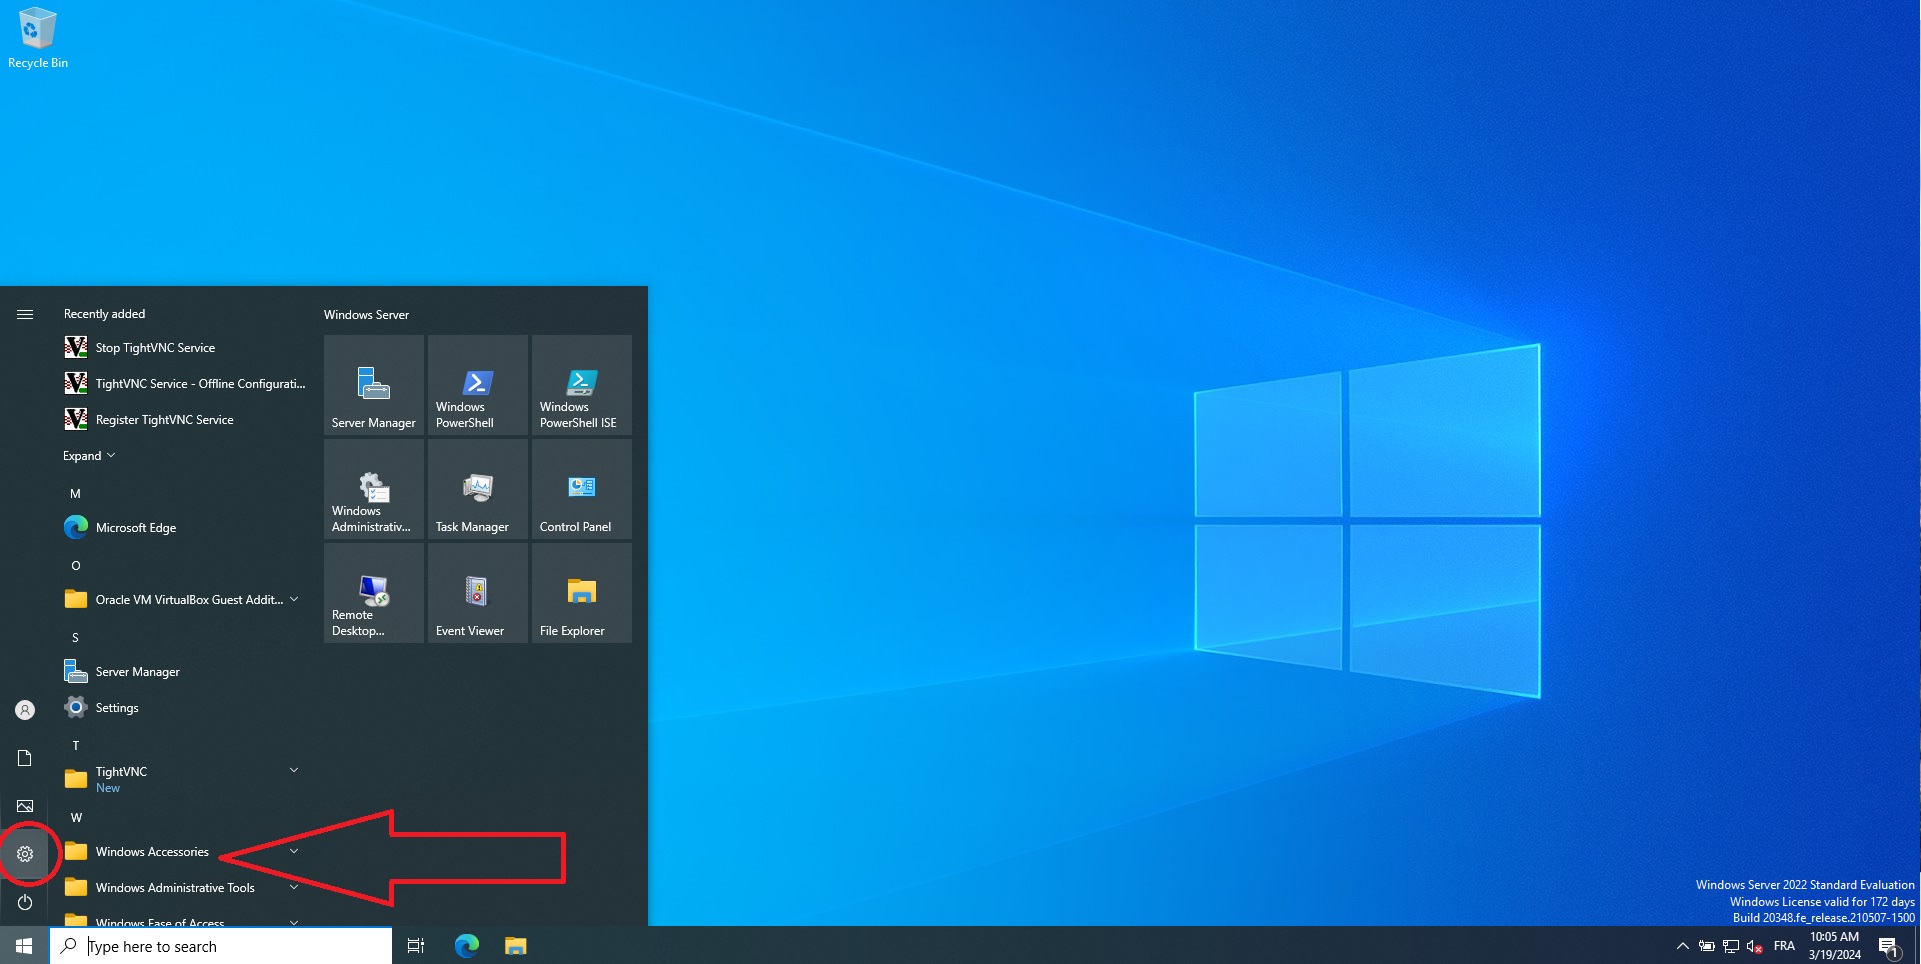 Recycle Bin
Recently added
Stop TightVNC Service
TightVNC Service - Offline Configurati...
Register TightVNC Service
Expand
M
Microsoft Edge
O
Oracle VM VirtualBox Guest Addit...
S
Server Manager
Settings
T
TightVNC
New
W
Windows Accessories
Windows Administrative Tools
Windows Ease of Access
Windows Server
Server Manager
Windows
PowerShell
Windows
PowerShell ISE
Windows
Administrativ...
Task Manager
Control Panel
Remote
Desktop...
Event Viewer
File Explorer
Windows Server 2022 Standard Evaluation
Windows License valid for 172 days
Build 20348.fe_release.210507-1500
Type here to search
FRA
10:05 AM
3/19/2024
1